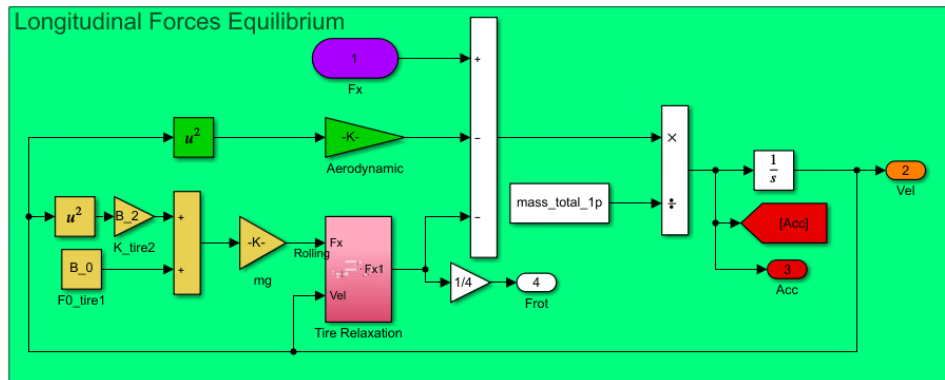 Longitudinal Forces Equilibrium
1
Fx
+
−
−
u²
-K-
Aerodynamic
u²
B_2
K_tire2
+
+
B_0
F0_tire1
-K-
mg
Rolling
Fx
Fx1
Vel
Tire Relaxation
1/4
4
Frot
mass_total_1p
×
÷
1
s
2
Vel
[Acc]
3
Acc